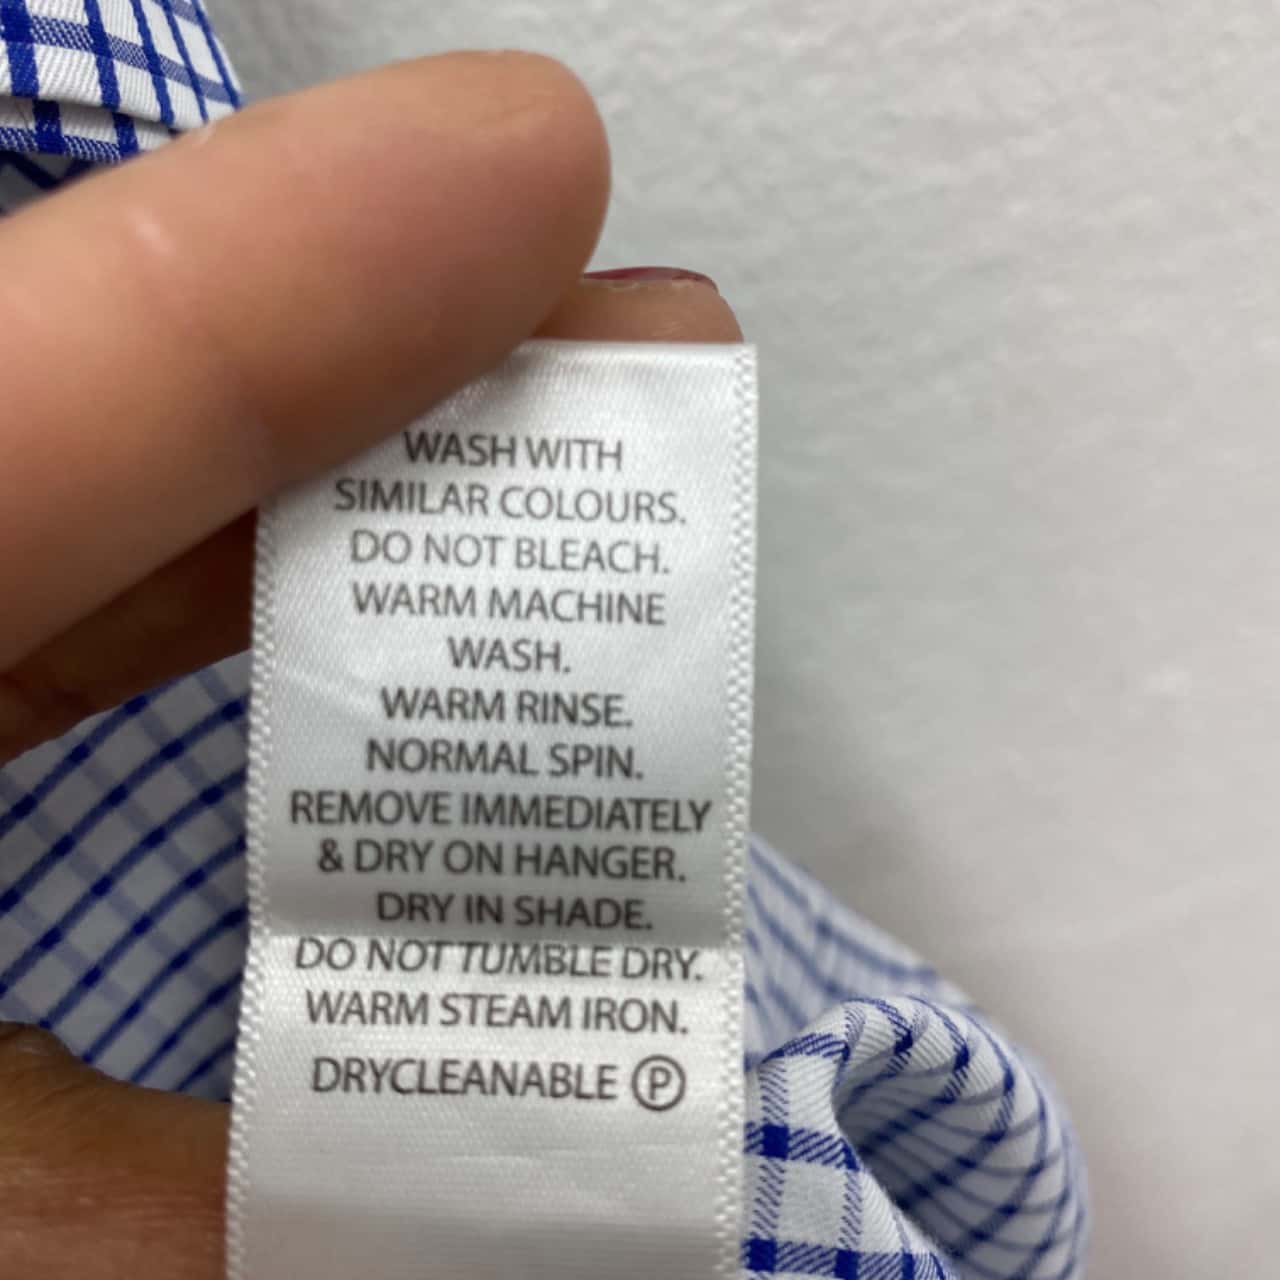 WASH WITH
SIMILAR COLOURS.
DO NOT BLEACH.
WARM MACHINE
WASH.
WARM RINSE.
NORMAL SPIN.
REMOVE IMMEDIATELY
& DRY ON HANGER.
DRY IN SHADE.
DO NOT TUMBLE DRY.
WARM STEAM IRON.
DRYCLEANABLE Ⓟ